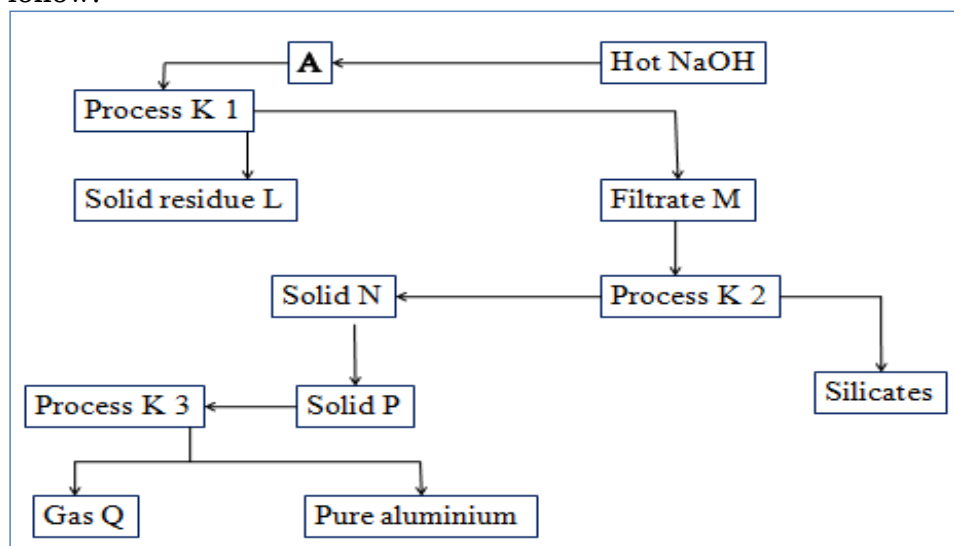 follow:
A
Hot NaOH
Process K 1
Solid residue L
Filtrate M
Solid N
Process K 2
Process K 3
Solid P
Silicates
Gas Q
Pure aluminium